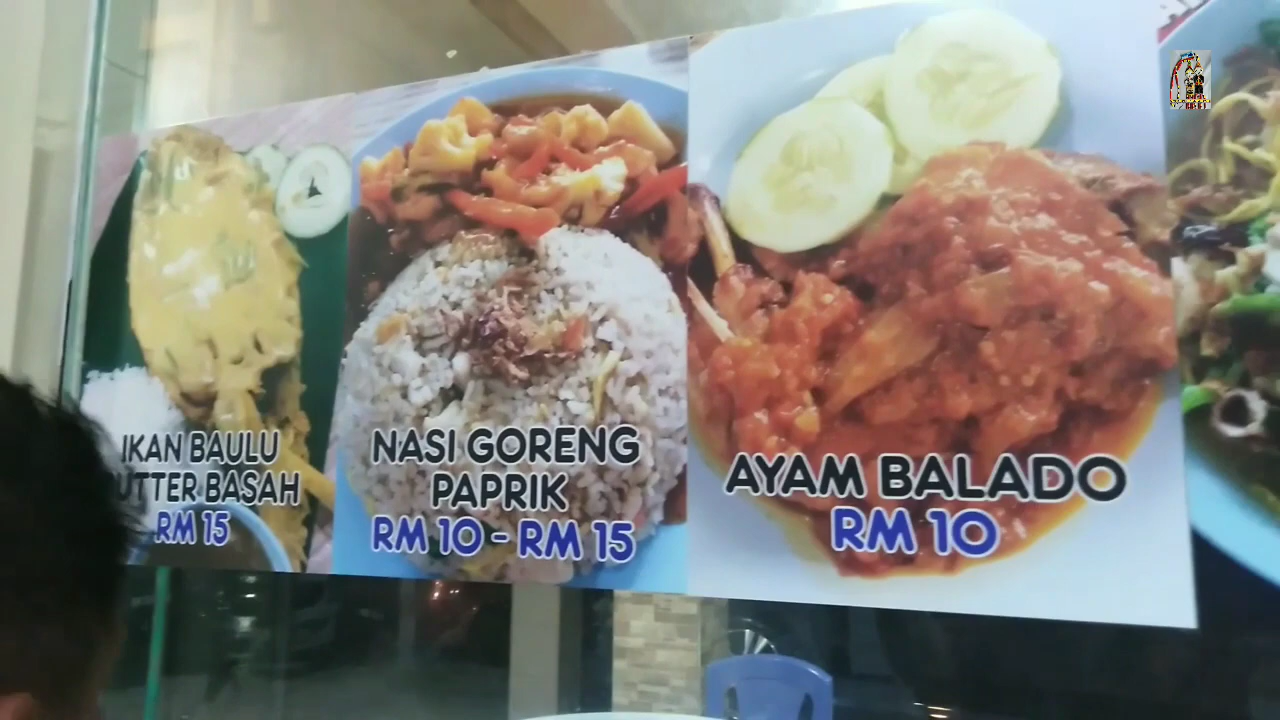 IKAN BAULU
UTTER BASAH
RM 15
NASI GORENG
PAPRIK
RM 10 - RM 15
AYAM BALADO
RM 10